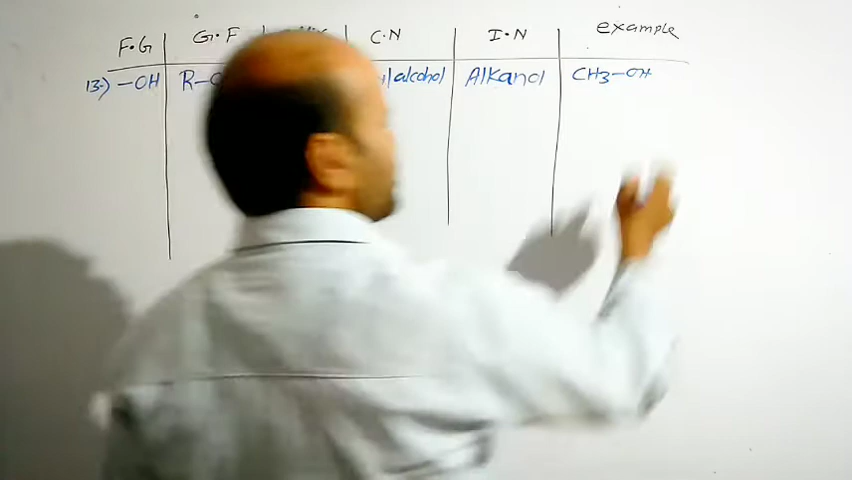 F.G G.F C.N I.N example
13.) -OH R- alcohol Alkanol CH3-OH